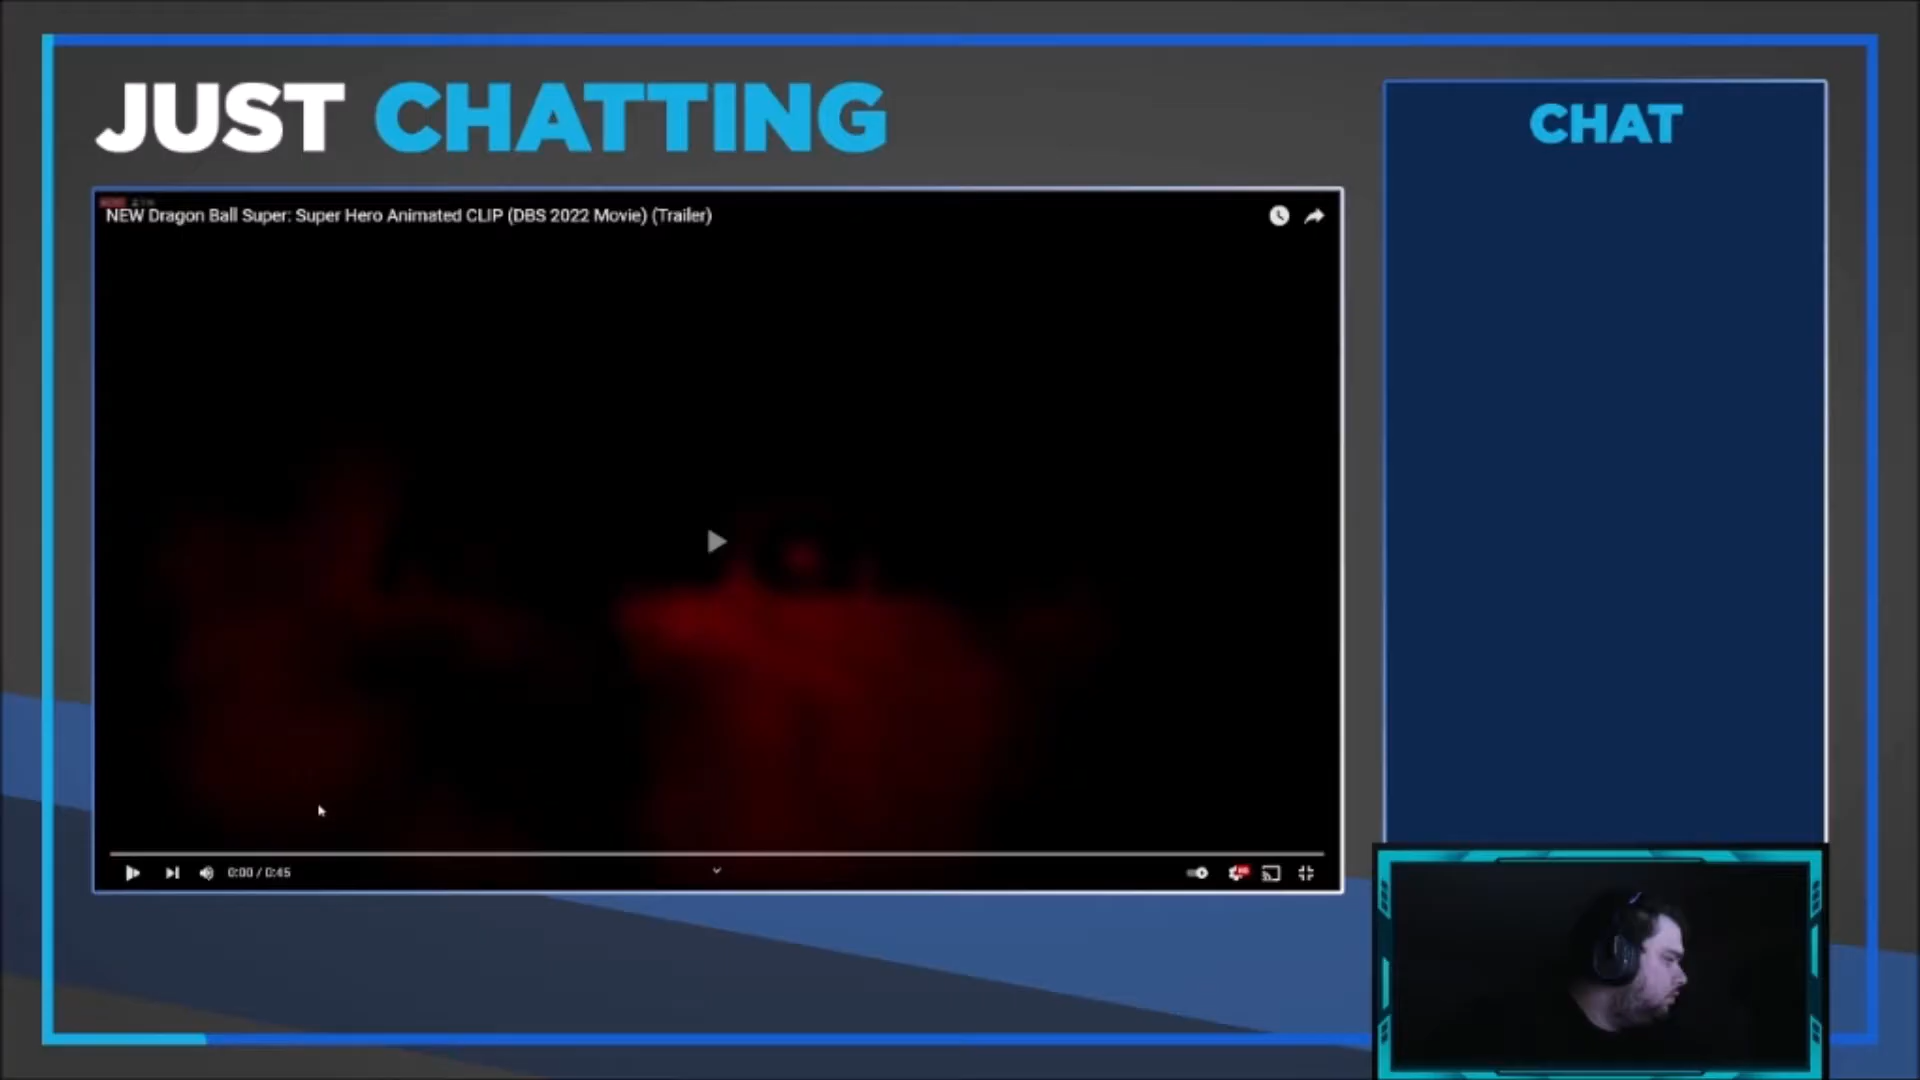 JUST CHATTING
CHAT
NEW Dragon Ball Super: Super Hero Animated CLIP (DBS 2022 Movie) (Trailer)
0:00 / 0:45